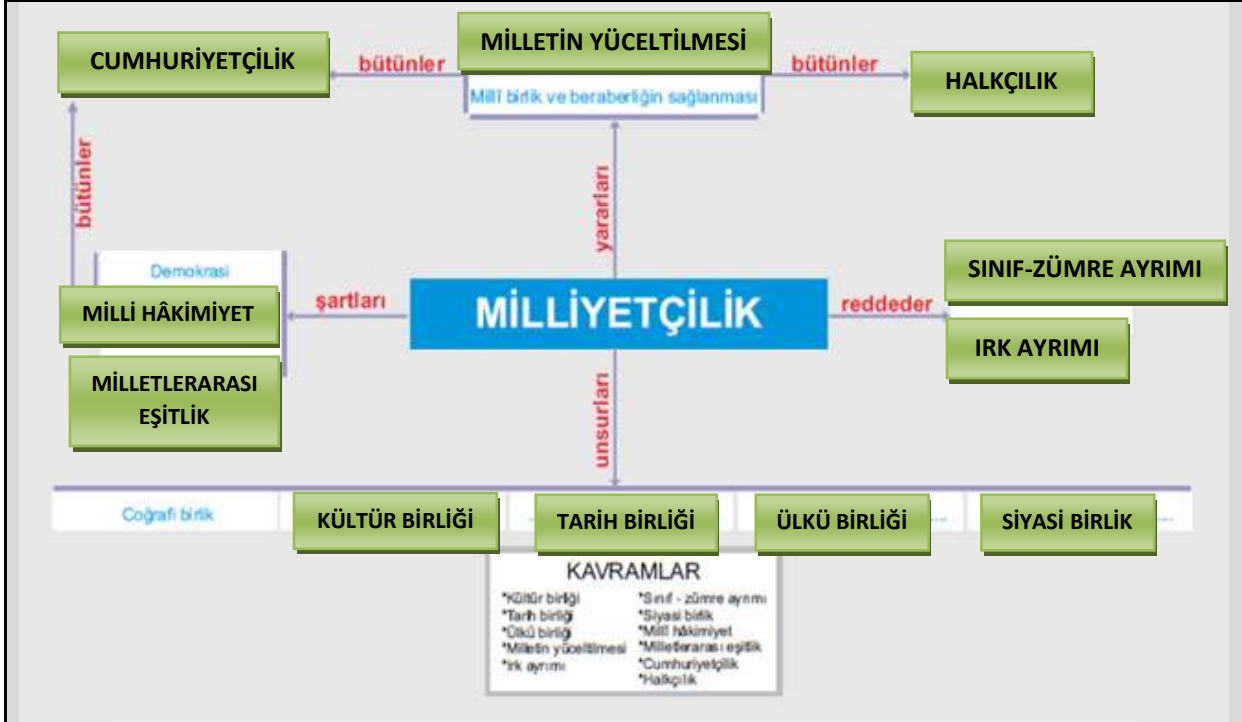 MİLLETİN YÜCELTİLMESİ
CUMHURİYETÇİLİK
bütünler
bütünler
HALKÇILIK
Millî birlik ve beraberliğin sağlanması
bütünler
yararları
Demokrasi
SINIF-ZÜMRE AYRIMI
MİLLİ HÂKİMİYET
şartları
MİLLİYETÇİLİK
reddeder
IRK AYRIMI
MİLLETLERARASI
EŞİTLİK
unsurları
Coğrafi birlik
KÜLTÜR BİRLİĞİ
TARİH BİRLİĞİ
ÜLKÜ BİRLİĞİ
SİYASİ BİRLİK
KAVRAMLAR
*Kültür birliği
*Tarih birliği
*Ülkü birliği
*Milletin yüceltilmesi
*Irk ayrımı
*Sınıf - zümre ayrımı
*Siyasi birlik
*Millî hâkimiyet
*Milletlerarası eşitlik
*Cumhuriyetçilik
*Halkçılık